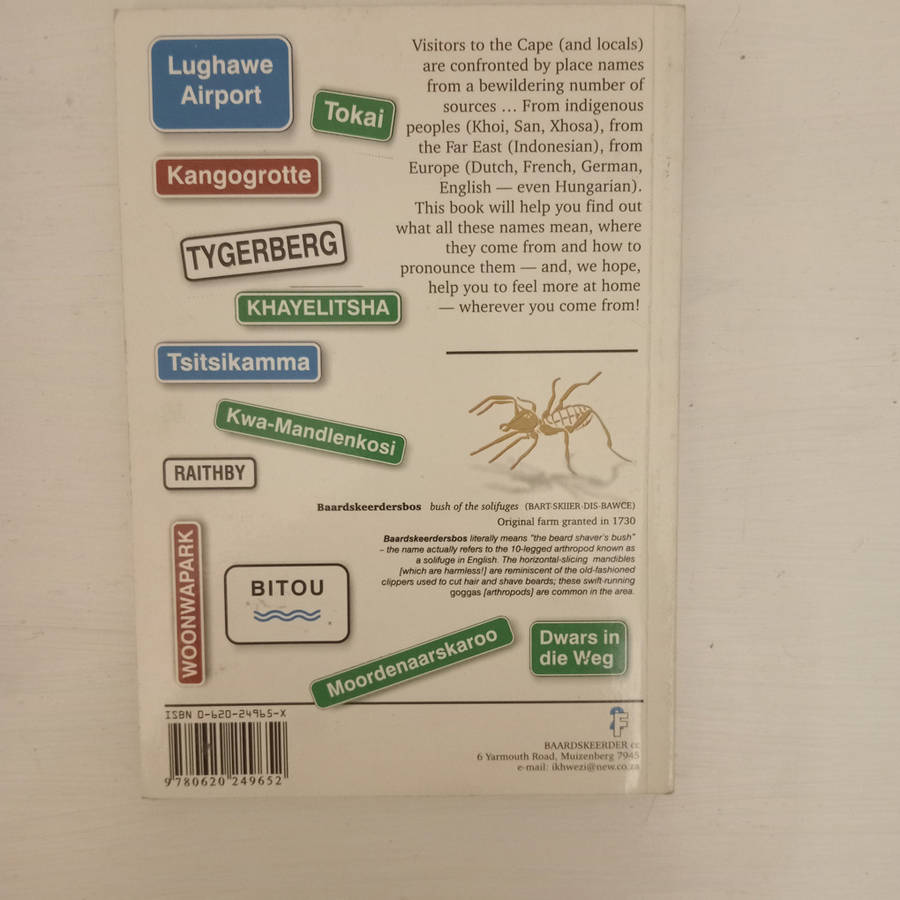 Lughawe
Airport
Tokai
Kangogrotte
TYGERBERG
KHAYELITSHA
Tsitsikamma
Kwa-Mandlenkosi
RAITHBY
WOONWAPARK
BITOU
Moordenaarskaroo
Dwars in
die Weg
Visitors to the Cape (and locals)
are confronted by place names
from a bewildering number of
sources ... From indigenous
peoples (Khoi, San, Xhosa), from
the Far East (Indonesian), from
Europe (Dutch, French, German,
English — even Hungarian).
This book will help you find out
what all these names mean, where
they come from and how to
pronounce them — and, we hope,
help you to feel more at home
— wherever you come from!
Baardskeerdersbos bush of the solifuges (BART·SKIIER·DIS·BAWCE)
Original farm granted in 1730
Baardskeerdersbos literally means "the beard shaver's bush"
– the name actually refers to the 10-legged arthropod known as
a solifuge in English. The horizontal-slicing mandibles
[which are harmless!] are reminiscent of the old-fashioned
clippers used to cut hair and shave beards; these swift-running
goggas [arthropods] are common in the area.
ISBN 0-620-24965-X
9780620249652
BAARDSKEERDER cc
6 Yarmouth Road, Muizenberg 7945
e-mail: ikhwezi@new.co.za